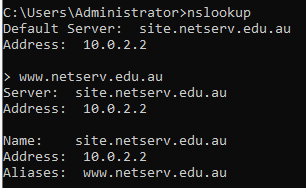 C:\Users\Administrator>nslookup
Default Server:  site.netserv.edu.au
Address:  10.0.2.2

> www.netserv.edu.au
Server:  site.netserv.edu.au
Address:  10.0.2.2

Name:    site.netserv.edu.au
Address:  10.0.2.2
Aliases:  www.netserv.edu.au